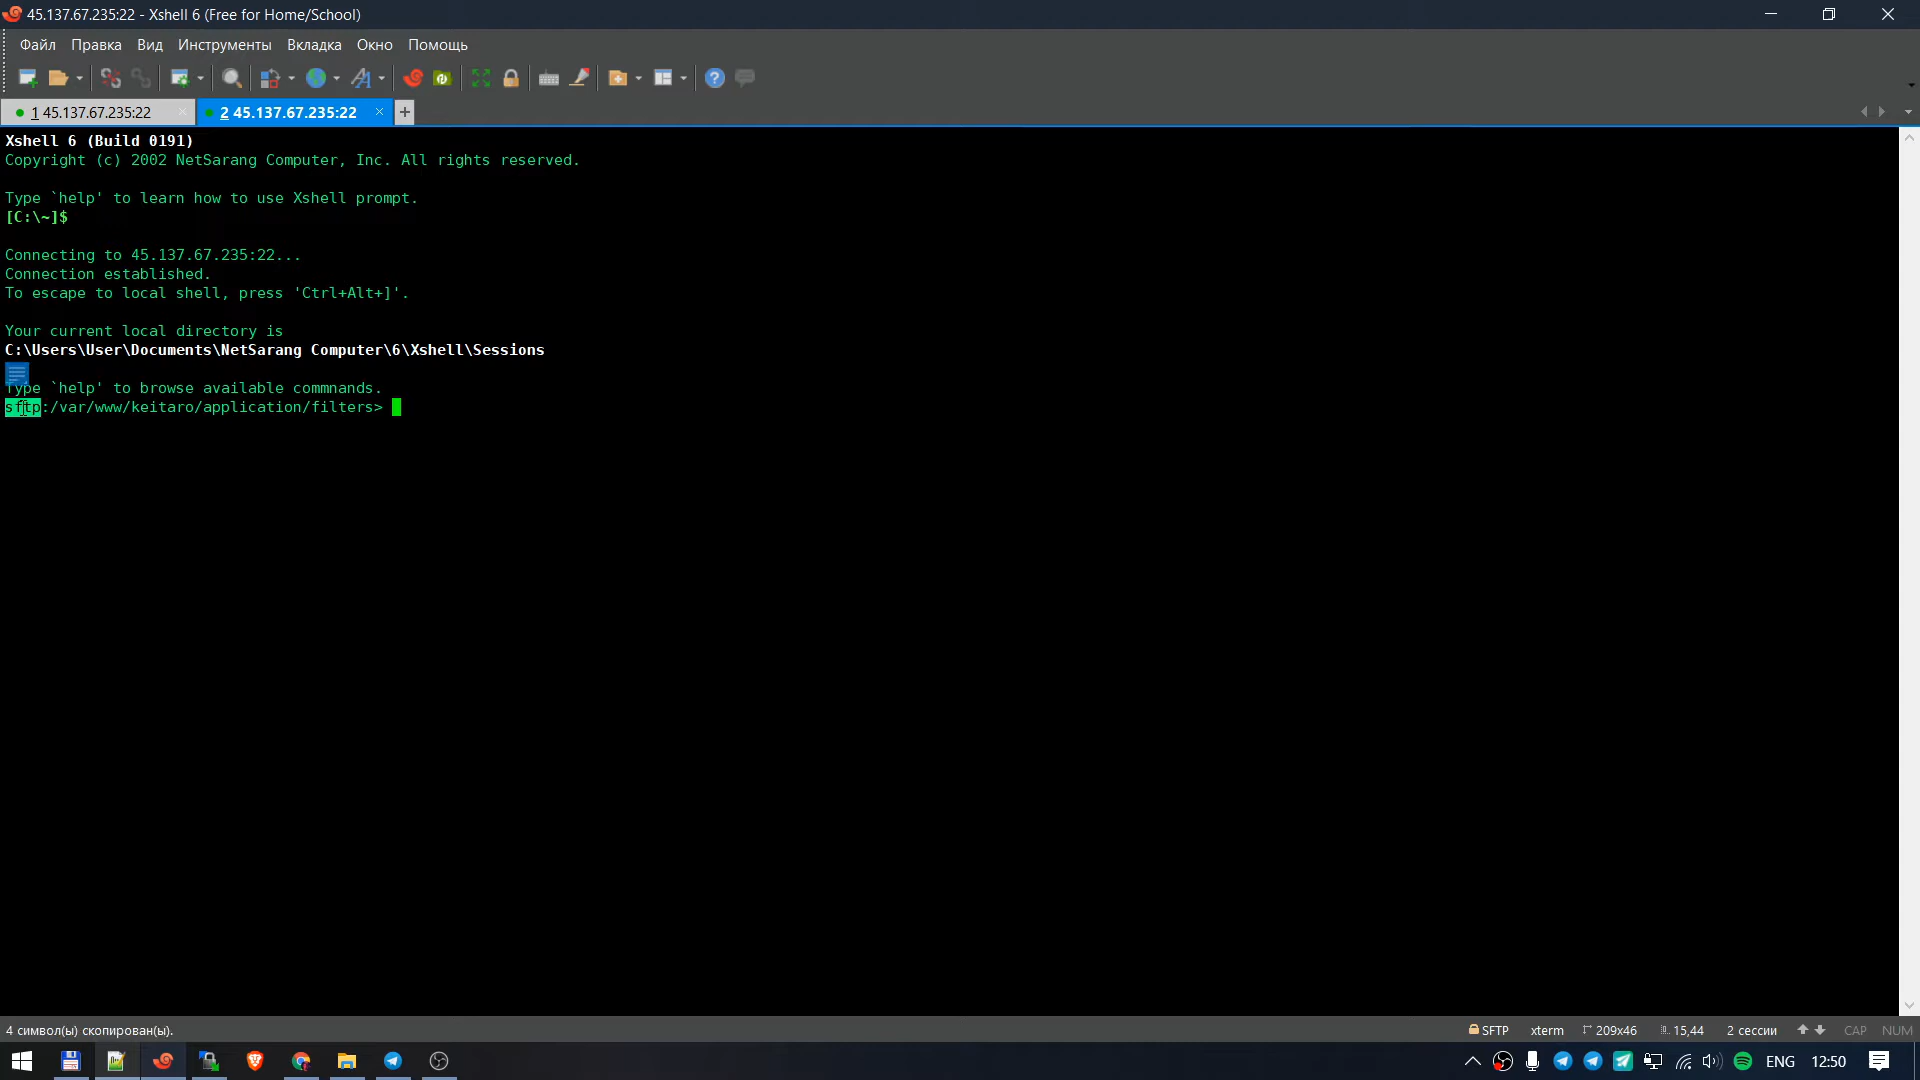 45.137.67.235:22 - Xshell 6 (Free for Home/School)
Файл Правка Вид Инструменты Вкладка Окно Помощь
1 45.137.67.235:22 2 45.137.67.235:22
Xshell 6 (Build 0191)
Copyright (c) 2002 NetSarang Computer, Inc. All rights reserved.
Type `help' to learn how to use Xshell prompt.
[C:\~]$
Connecting to 45.137.67.235:22...
Connection established.
To escape to local shell, press 'Ctrl+Alt+]'.
Your current local directory is
C:\Users\User\Documents\NetSarang Computer\6\Xshell\Sessions
Type `help' to browse available commnands.
sftp:/var/www/keitaro/application/filters>
4 символ(ы) скопирован(ы). SFTP xterm 209x46 15,44 2 сессии CAP NUM
ENG 12:50